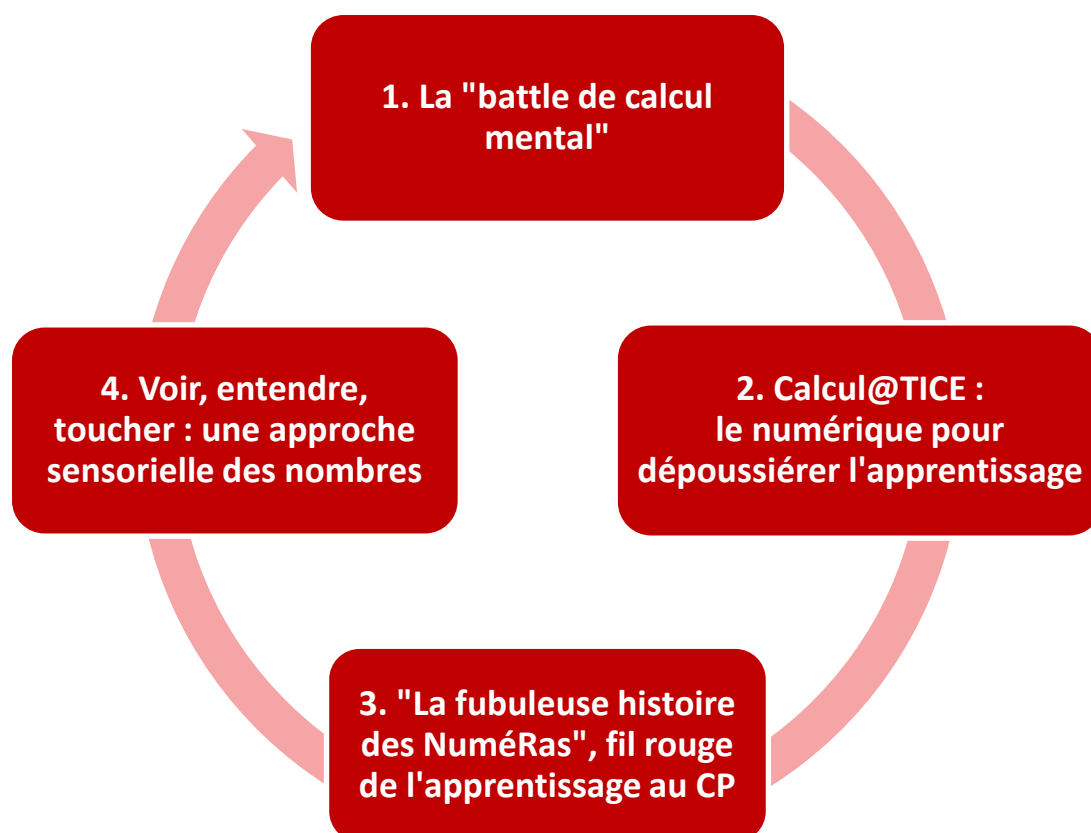 1. La "battle de calcul
mental"
2. Calcul@TICE :
le numérique pour
dépoussiérer l'apprentissage
3. "La fubuleuse histoire
des NuméRas", fil rouge
de l'apprentissage au CP
4. Voir, entendre,
toucher : une approche
sensorielle des nombres